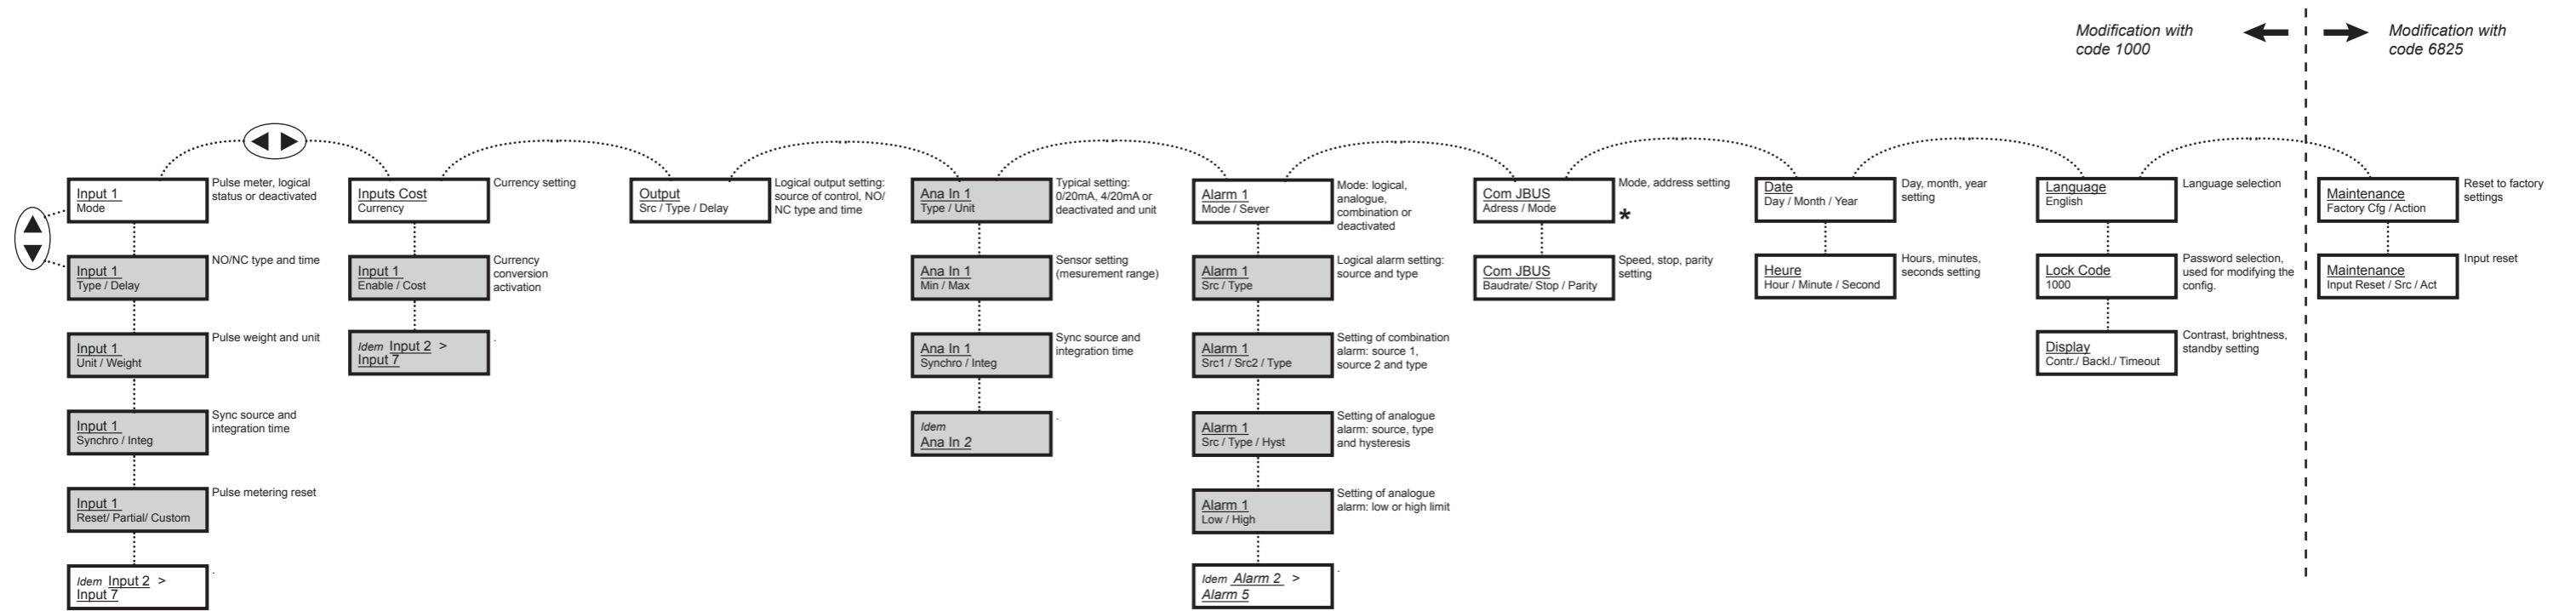 Modification with
code 1000
Modification with
code 6825
Input 1
Mode
Pulse meter, logical
status or deactivated
Input 1
Type / Delay
NO/NC type and time
Input 1
Unit / Weight
Pulse weight and unit
Input 1
Synchro / Integ
Sync source and
integration time
Input 1
Reset/ Partial/ Custom
Pulse metering reset
Idem Input 2 >
Input 7
.
Inputs Cost
Currency
Currency setting
Input 1
Enable / Cost
Currency
conversion
activation
Idem Input 2 >
Input 7
.
Output
Src / Type / Delay
Logical output setting:
source of control, NO/
NC type and time
Ana In 1
Type / Unit
Typical setting:
0/20mA, 4/20mA or
deactivated and unit
Ana In 1
Min / Max
Sensor setting
(mesurement range)
Ana In 1
Synchro / Integ
Sync source and
integration time
Idem
Ana In 2
.
Alarm 1
Mode / Sever
Mode: logical,
analogue,
combination or
deactivated
Alarm 1
Src / Type
Logical alarm setting:
source and type
Alarm 1
Src1 / Src2 / Type
Setting of combination
alarm: source 1,
source 2 and type
Alarm 1
Src / Type / Hyst
Setting of analogue
alarm: source, type
and hysteresis
Alarm 1
Low / High
Setting of analogue
alarm: low or high limit
Idem Alarm 2 >
Alarm 5
.
Com JBUS
Adress / Mode
Mode, address setting
*
Com JBUS
Baudrate/ Stop / Parity
Speed, stop, parity
setting
Date
Day / Month / Year
Day, month, year
setting
Heure
Hour / Minute / Second
Hours, minutes,
seconds setting
Language
English
Language selection
Lock Code
1000
Password selection,
used for modifying the
config.
Display
Contr./ Backl./ Timeout
Contrast, brightness,
standby setting
Maintenance
Factory Cfg / Action
Reset to factory
settings
Maintenance
Input Reset / Src / Act
Input reset